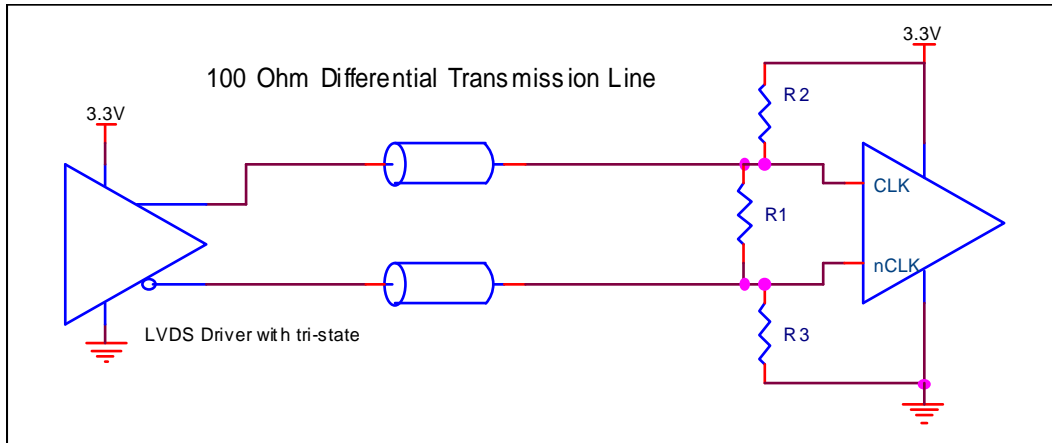 3.3V
100 Ohm Differential Transmission Line
R2
3.3V
CLK
R1
nCLK
R3
LVDS Driver with tri-state